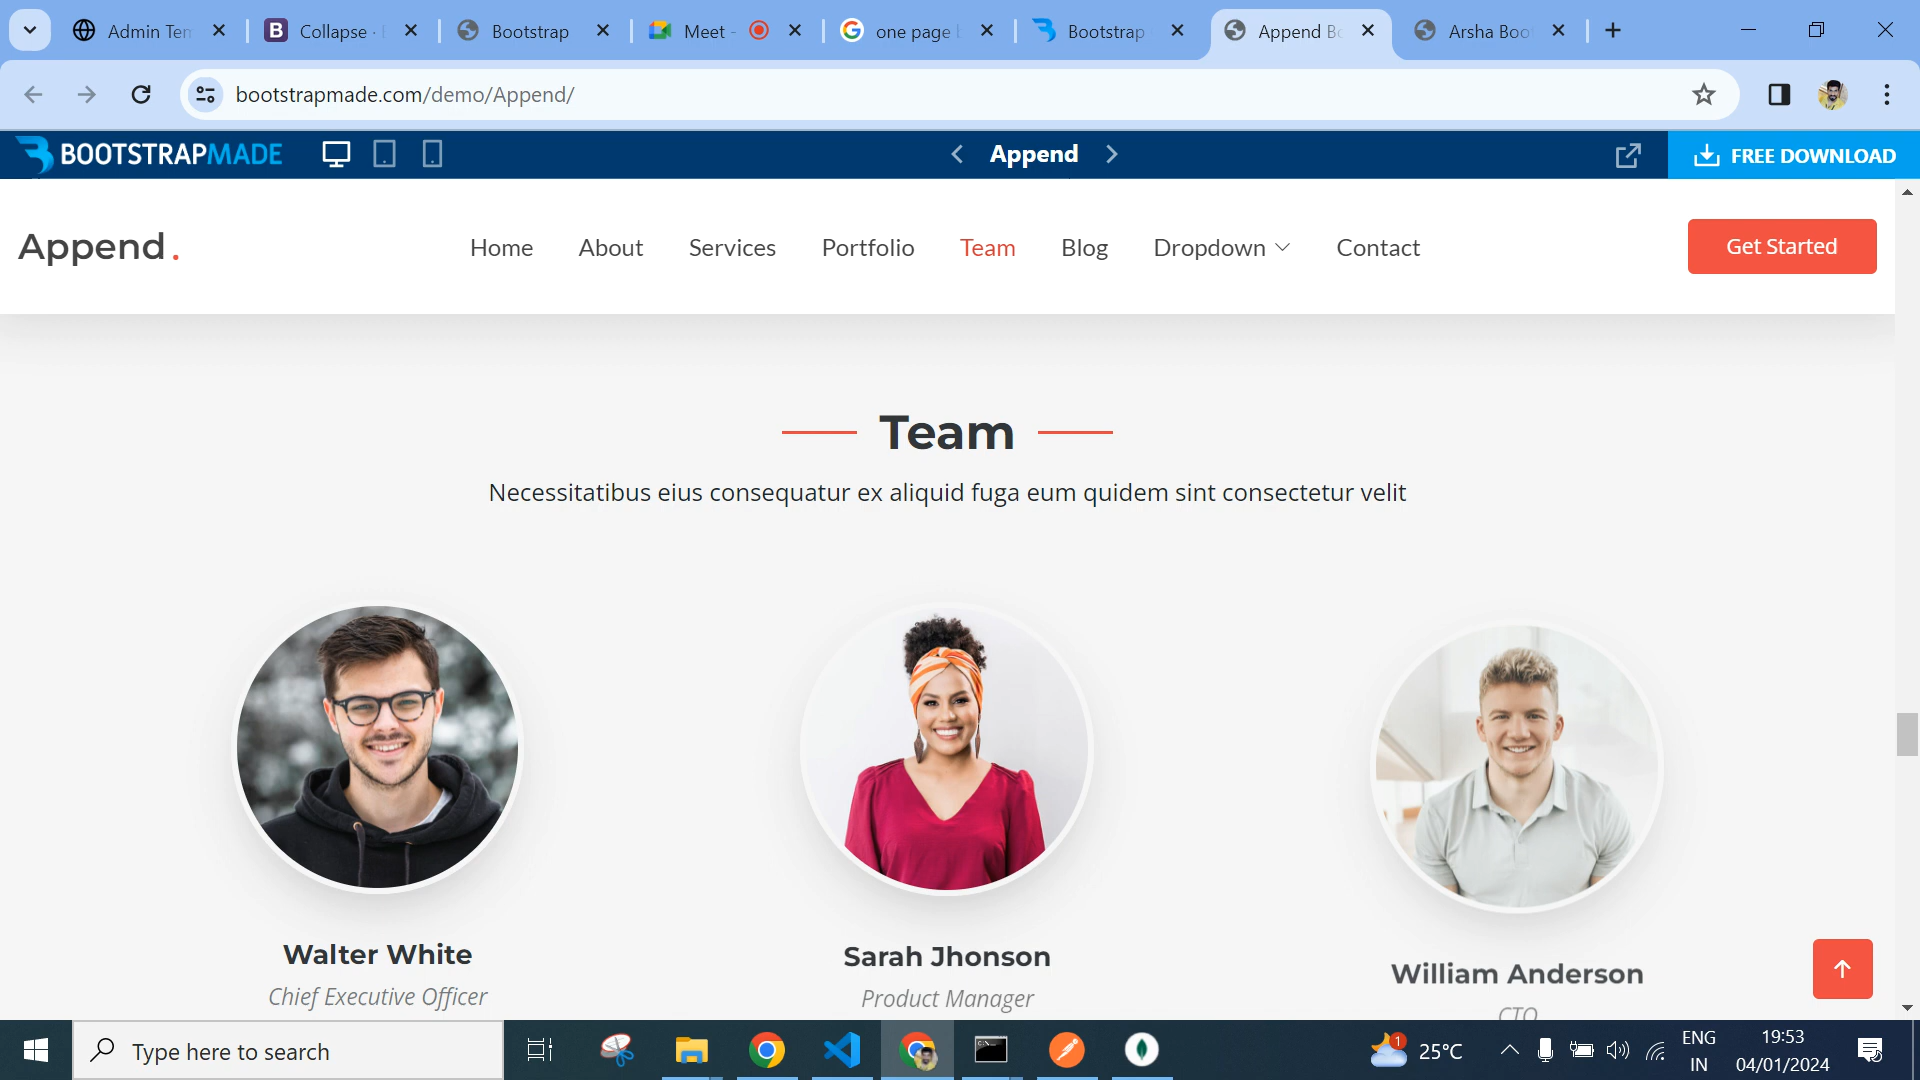 Admin Ten
Collapse ·
Bootstrap
Meet -
one page
Bootstrap
Append Bo
Arsha Boo
bootstrapmade.com/demo/Append/
BOOTSTRAPMADE
Append
FREE DOWNLOAD
Append.
Home
About
Services
Portfolio
Team
Blog
Dropdown
Contact
Get Started
Team
Necessitatibus eius consequatur ex aliquid fuga eum quidem sint consectetur velit
Walter White
Chief Executive Officer
Sarah Jhonson
Product Manager
William Anderson
CTO
Type here to search
1
25°C
ENG
IN
19:53
04/01/2024